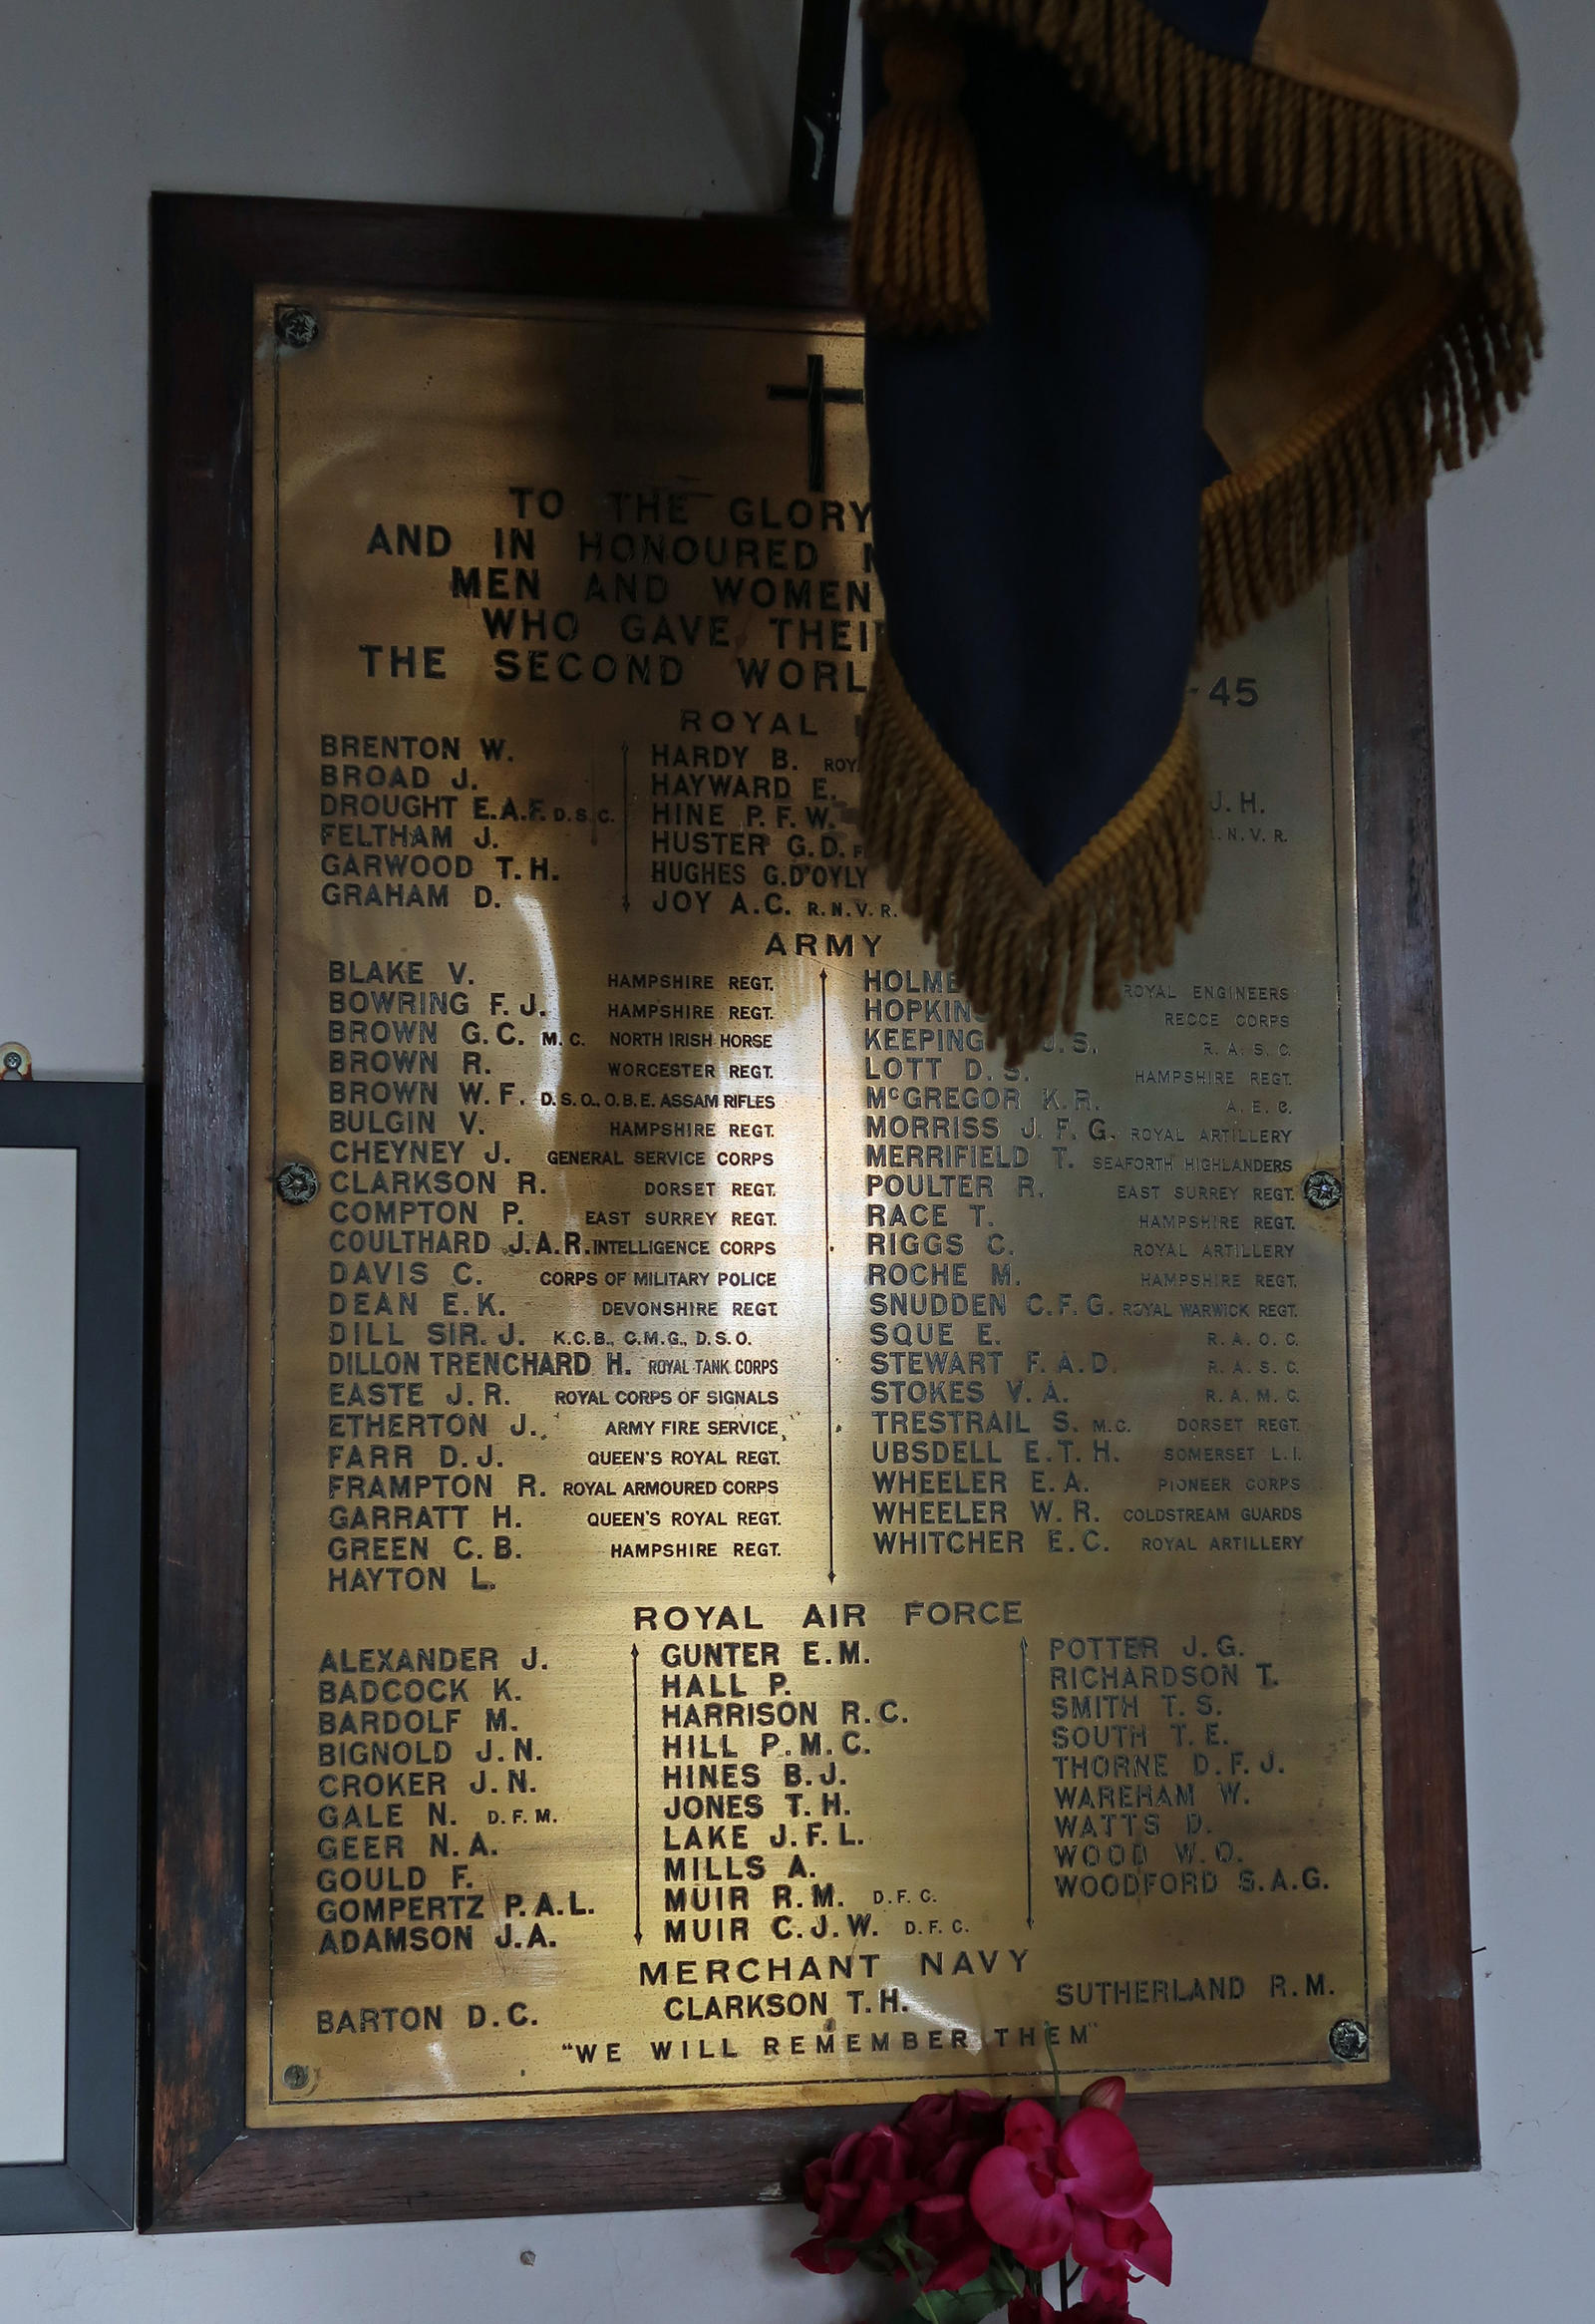 TO THE GLORY
AND IN HONOURED
MEN AND WOMEN
WHO GAVE
THE SECOND
-45
ROYAL
BRENTON W.
BROAD J.
DROUGHT E.A.F. D.S.C.
FELTHAM J.
GARWOOD T.H.
GRAHAM D.
HARDY B.
HAYWARD E.
HINE P.F.W.
HUSTER G.D.
HUGHES G.D'OYLY
JOY A.C. R.N.V.R.
J.H.
.N.V.R.
ARMY
BLAKE V. HAMPSHIRE REGT.
BOWRING F.J. HAMPSHIRE REGT.
BROWN G.C. M.C. NORTH IRISH HORSE
BROWN R. WORCESTER REGT.
BROWN W.F. D.S.O., O.B.E. ASSAM RIFLES
BULGIN V. HAMPSHIRE REGT.
CHEYNEY J. GENERAL SERVICE CORPS
CLARKSON R. DORSET REGT.
COMPTON P. EAST SURREY REGT.
COULTHARD J.A.R. INTELLIGENCE CORPS
DAVIS C. CORPS OF MILITARY POLICE
DEAN E.K. DEVONSHIRE REGT.
DILL SIR. J. K.C.B., C.M.G., D.S.O.
DILLON TRENCHARD H. ROYAL TANK CORPS
EASTE J.R. ROYAL CORPS OF SIGNALS
ETHERTON J. ARMY FIRE SERVICE
FARR D.J. QUEEN'S ROYAL REGT.
FRAMPTON R. ROYAL ARMOURED CORPS
GARRATT H. QUEEN'S ROYAL REGT.
GREEN C.B. HAMPSHIRE REGT.
HAYTON L.
ROYAL ENGINEERS
RECCE CORPS
KEEPING J.S. R.A.S.C.
LOTT D.S. HAMPSHIRE REGT.
McGREGOR K.R. A.E.C.
MORRISS J.F.G. ROYAL ARTILLERY
MERRIFIELD T. SEAFORTH HIGHLANDERS
POULTER R. EAST SURREY REGT.
RACE T. HAMPSHIRE REGT.
RIGGS C. ROYAL ARTILLERY
ROCHE M. HAMPSHIRE REGT.
SNUDDEN C.F.G. ROYAL WARWICK REGT.
SQUE E. R.A.O.C.
STEWART F.A.D. R.A.S.C.
STOKES V.A. R.A.M.C.
TRESTRAIL S. M.C. DORSET REGT.
UBSDELL E.T.H. SOMERSET L.I.
WHEELER E.A. PIONEER CORPS
WHEELER W.R. COLDSTREAM GUARDS
WHITCHER E.C. ROYAL ARTILLERY
ROYAL AIR FORCE
ALEXANDER J.
BADCOCK K.
BARDOLF M.
BIGNOLD J.N.
CROKER J.N.
GALE N. D.F.M.
GEER N.A.
GOULD F.
GOMPERTZ P.A.L.
ADAMSON J.A.
GUNTER E.M.
HALL P.
HARRISON R.C.
HILL P.M.C.
HINES B.J.
JONES T.H.
LAKE J.F.L.
MILLS A.
MUIR R.M. D.F.C.
MUIR C.J.W. D.F.C.
POTTER J.G.
RICHARDSON T.
SMITH T.S.
SOUTH T.E.
THORNE D.F.J.
WAREHAM W.
WATTS D.
WOOD W.O.
WOODFORD S.A.G.
MERCHANT NAVY
BARTON D.C. CLARKSON T.H. SUTHERLAND R.M.
"WE WILL REMEMBER THEM"